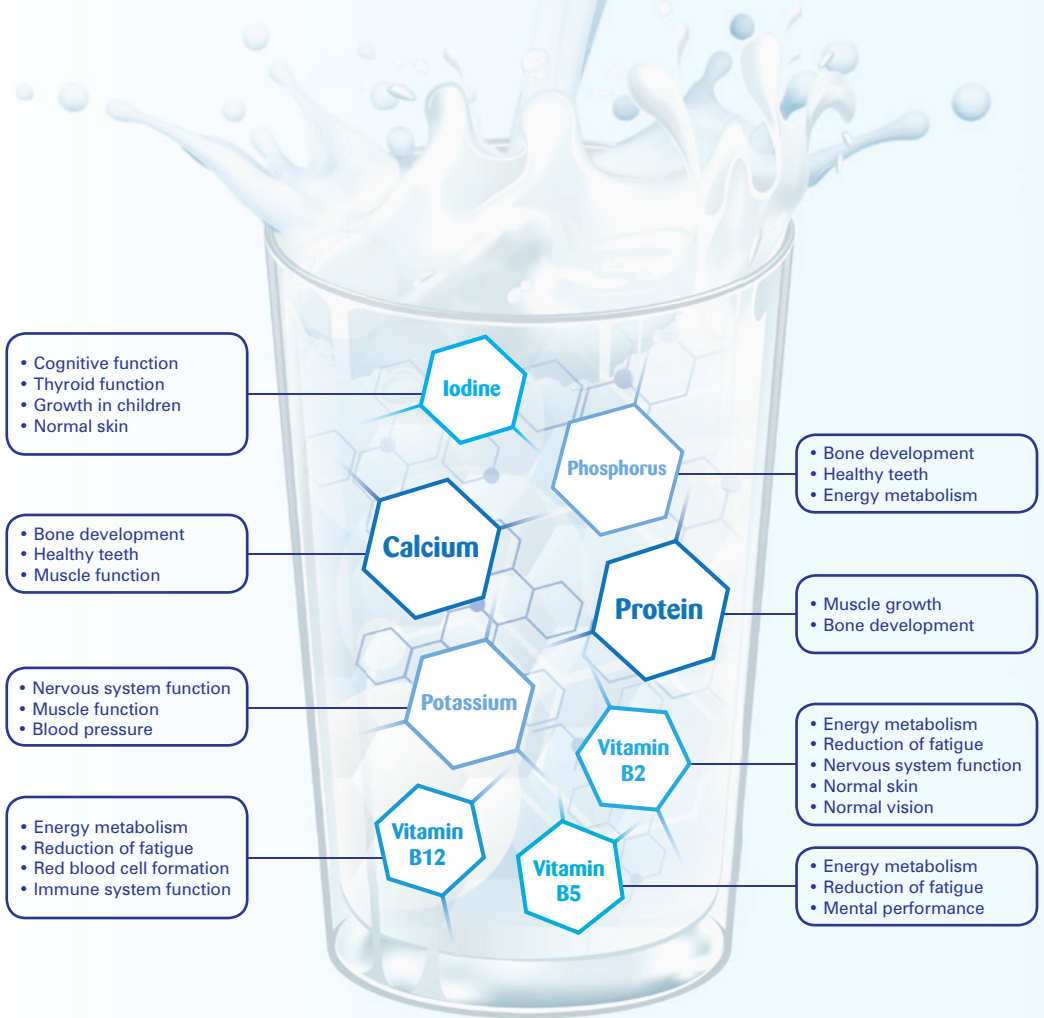 Iodine
• Cognitive function
• Thyroid function
• Growth in children
• Normal skin
Phosphorus
• Bone development
• Healthy teeth
• Energy metabolism
Calcium
• Bone development
• Healthy teeth
• Muscle function
Protein
• Muscle growth
• Bone development
Potassium
• Nervous system function
• Muscle function
• Blood pressure
Vitamin
B2
• Energy metabolism
• Reduction of fatigue
• Nervous system function
• Normal skin
• Normal vision
Vitamin
B12
• Energy metabolism
• Reduction of fatigue
• Red blood cell formation
• Immune system function
Vitamin
B5
• Energy metabolism
• Reduction of fatigue
• Mental performance